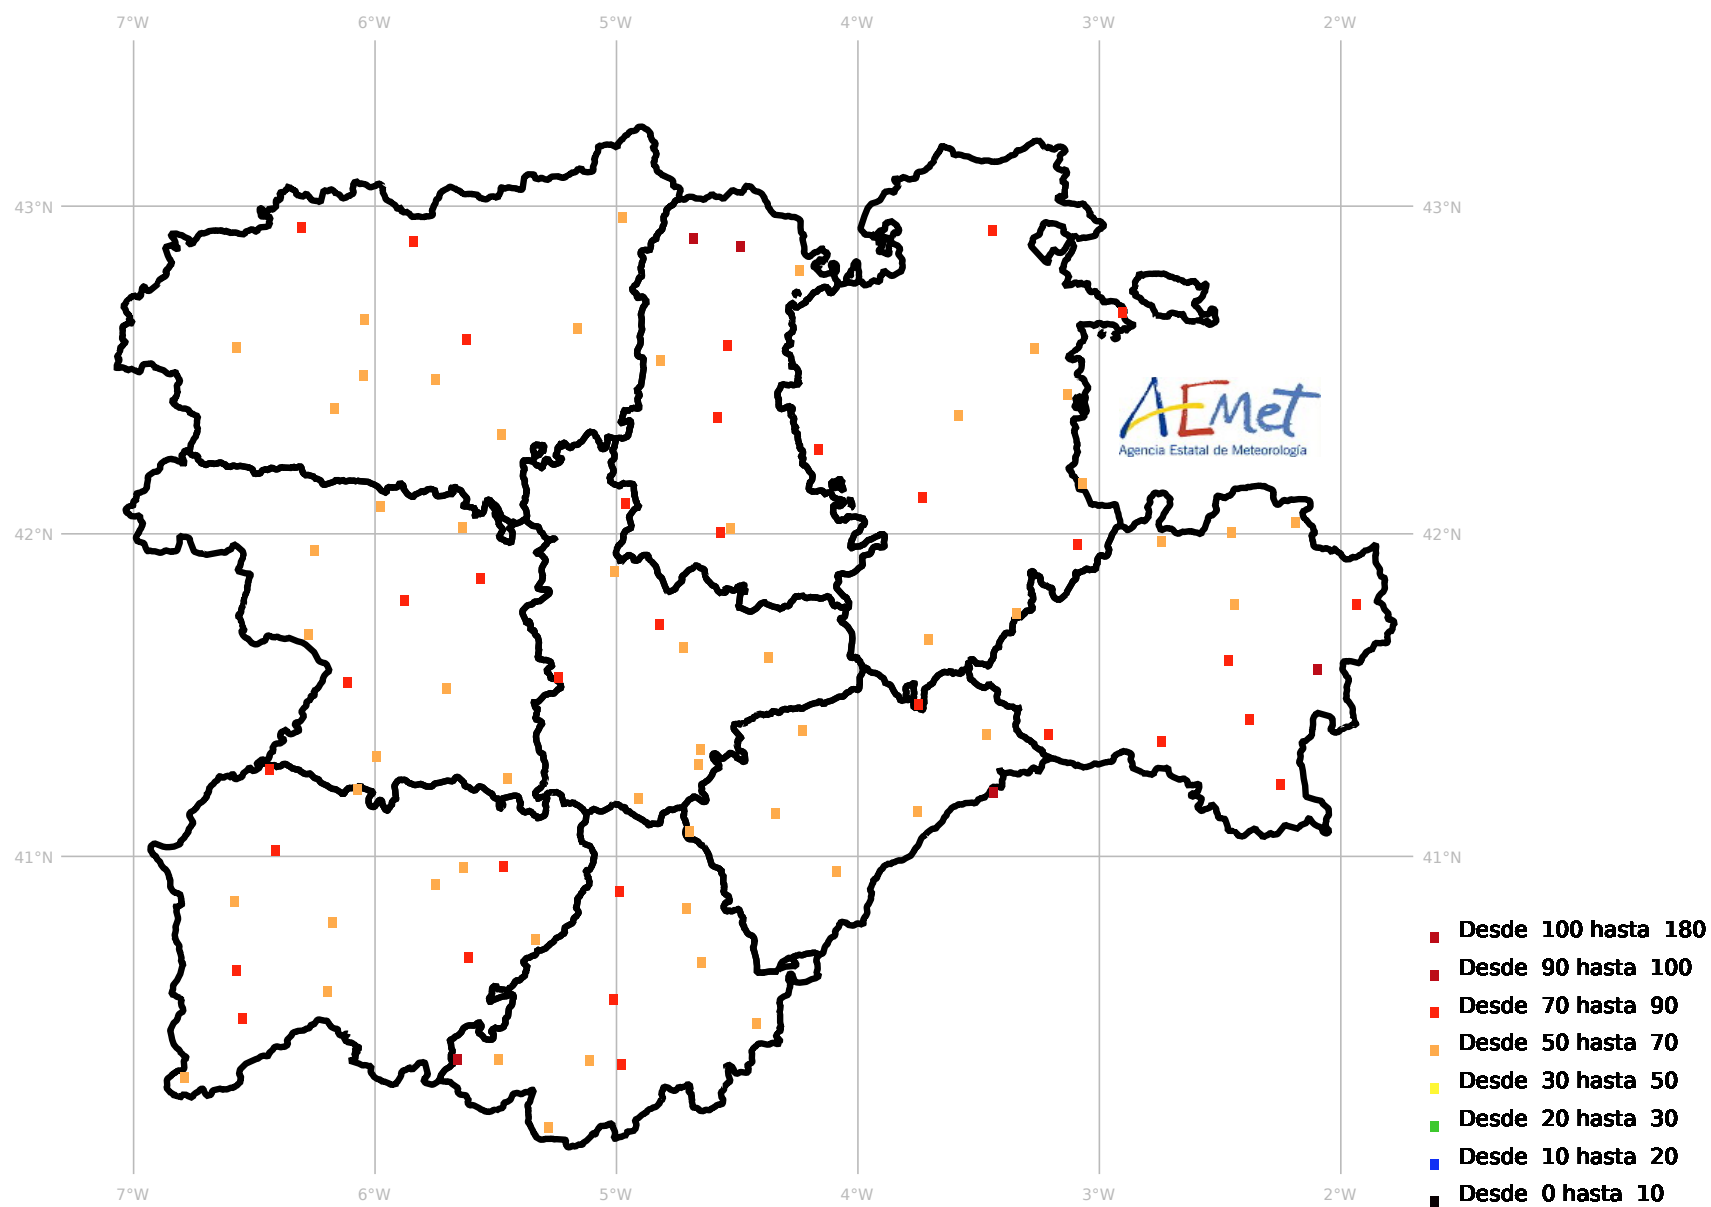 7°W 6°W 5°W 4°W 3°W 2°W
43°N 43°N
AEMet
Agencia Estatal de Meteorología
42°N 42°N
41°N 41°N
Desde 100 hasta 180
Desde 90 hasta 100
Desde 70 hasta 90
Desde 50 hasta 70
Desde 30 hasta 50
Desde 20 hasta 30
Desde 10 hasta 20
Desde 0 hasta 10
7°W 6°W 5°W 4°W 3°W 2°W